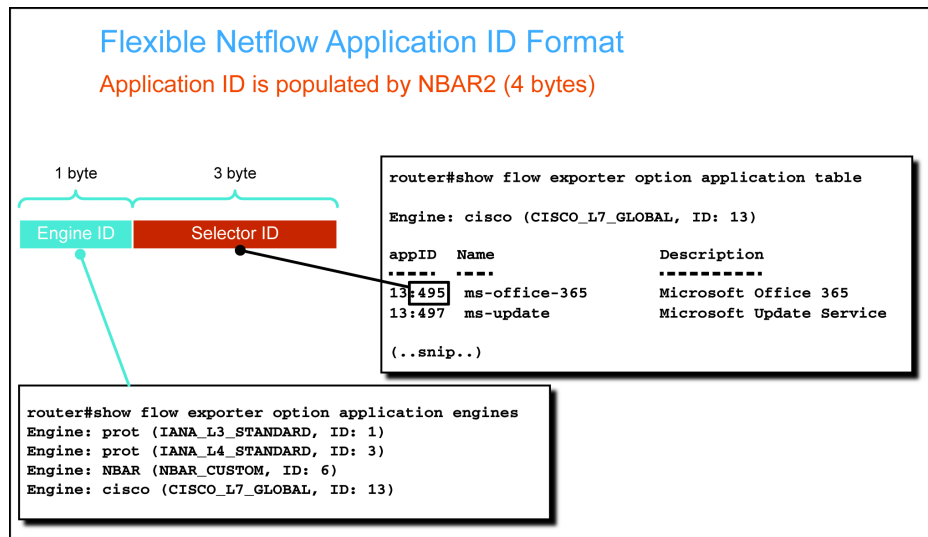 Flexible Netflow Application ID Format
Application ID is populated by NBAR2 (4 bytes)
1 byte
3 byte
Engine ID
Selector ID
router#show flow exporter option application table
Engine: cisco (CISCO_L7_GLOBAL, ID: 13)
appID Name Description
----- ---- -----------
13:495 ms-office-365 Microsoft Office 365
13:497 ms-update Microsoft Update Service
(..snip..)
router#show flow exporter option application engines
Engine: prot (IANA_L3_STANDARD, ID: 1)
Engine: prot (IANA_L4_STANDARD, ID: 3)
Engine: NBAR (NBAR_CUSTOM, ID: 6)
Engine: cisco (CISCO_L7_GLOBAL, ID: 13)